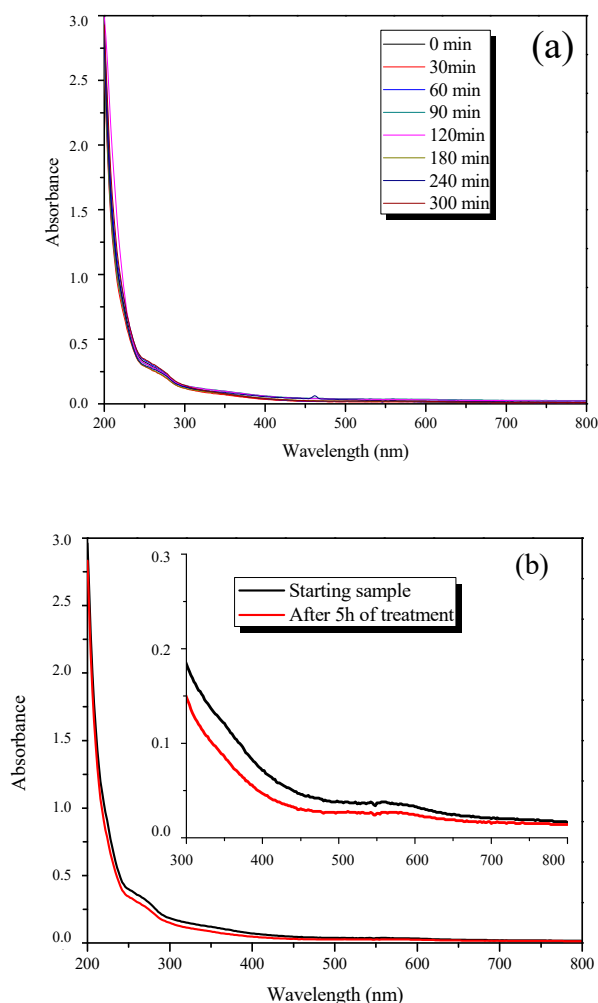 (a)
3.0
2.5
2.0
1.5
1.0
0.5
0.0
Absorbance
0 min
30min
60 min
90 min
120min
180 min
240 min
300 min
200 300 400 500 600 700 800
Wavelength (nm)
(b)
3.0
2.5
2.0
1.5
1.0
0.5
0.0
Absorbance
0.3
0.2
0.1
0.0
Starting sample
After 5h of treatment
300 400 500 600 700 800
200 300 400 500 600 700 800
Wavelength (nm)